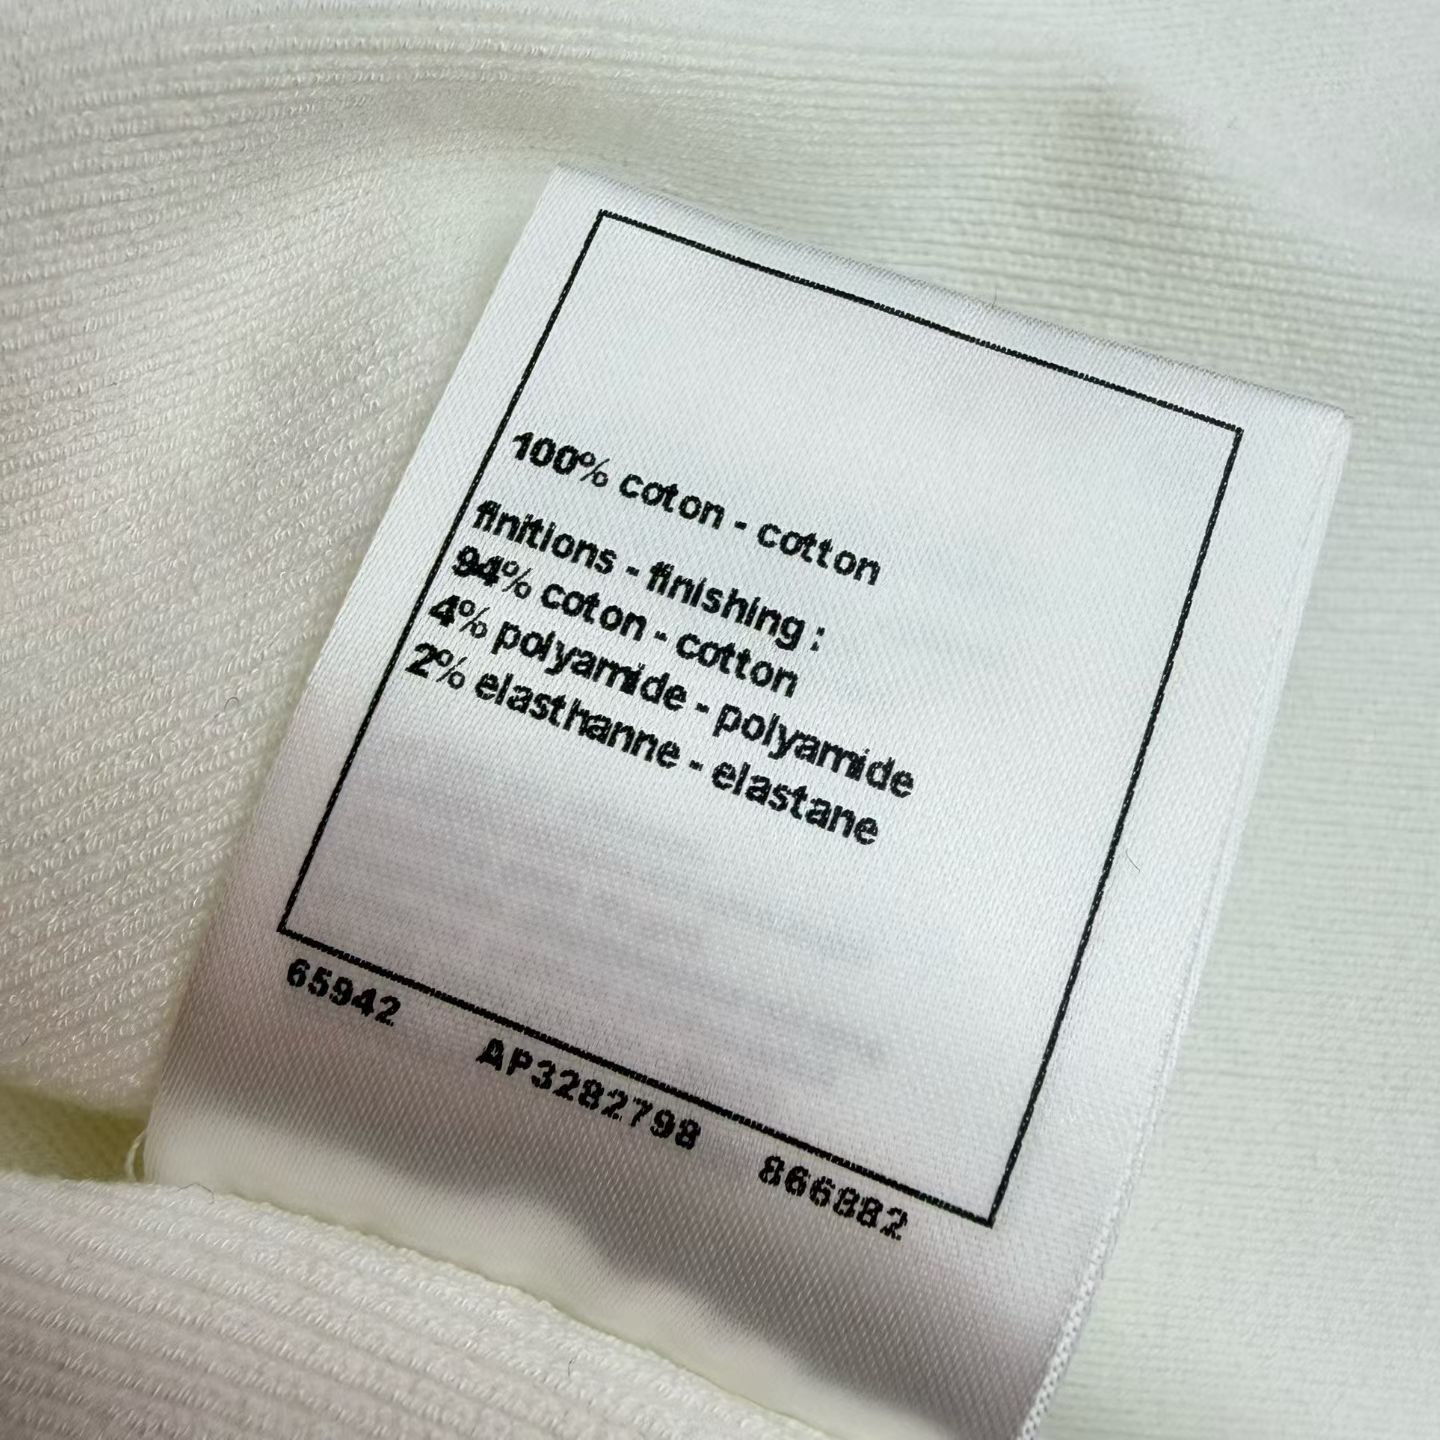 100% coton - cotton
finitions - finishing :
94% coton - cotton
4% polyamide - polyamide
2% elasthanne - elastane
65942 AP3282798 866882